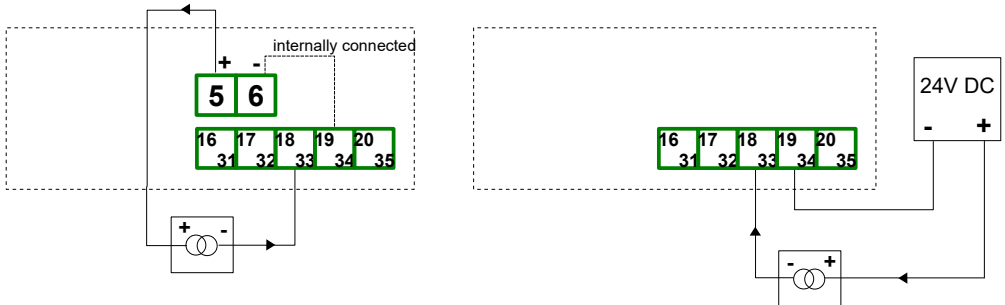 + -
internally connected
5 6
16 17 18 19 20
31 32 33 34 35
+ -
24V DC
- +
16 17 18 19 20
31 32 33 34 35
- +